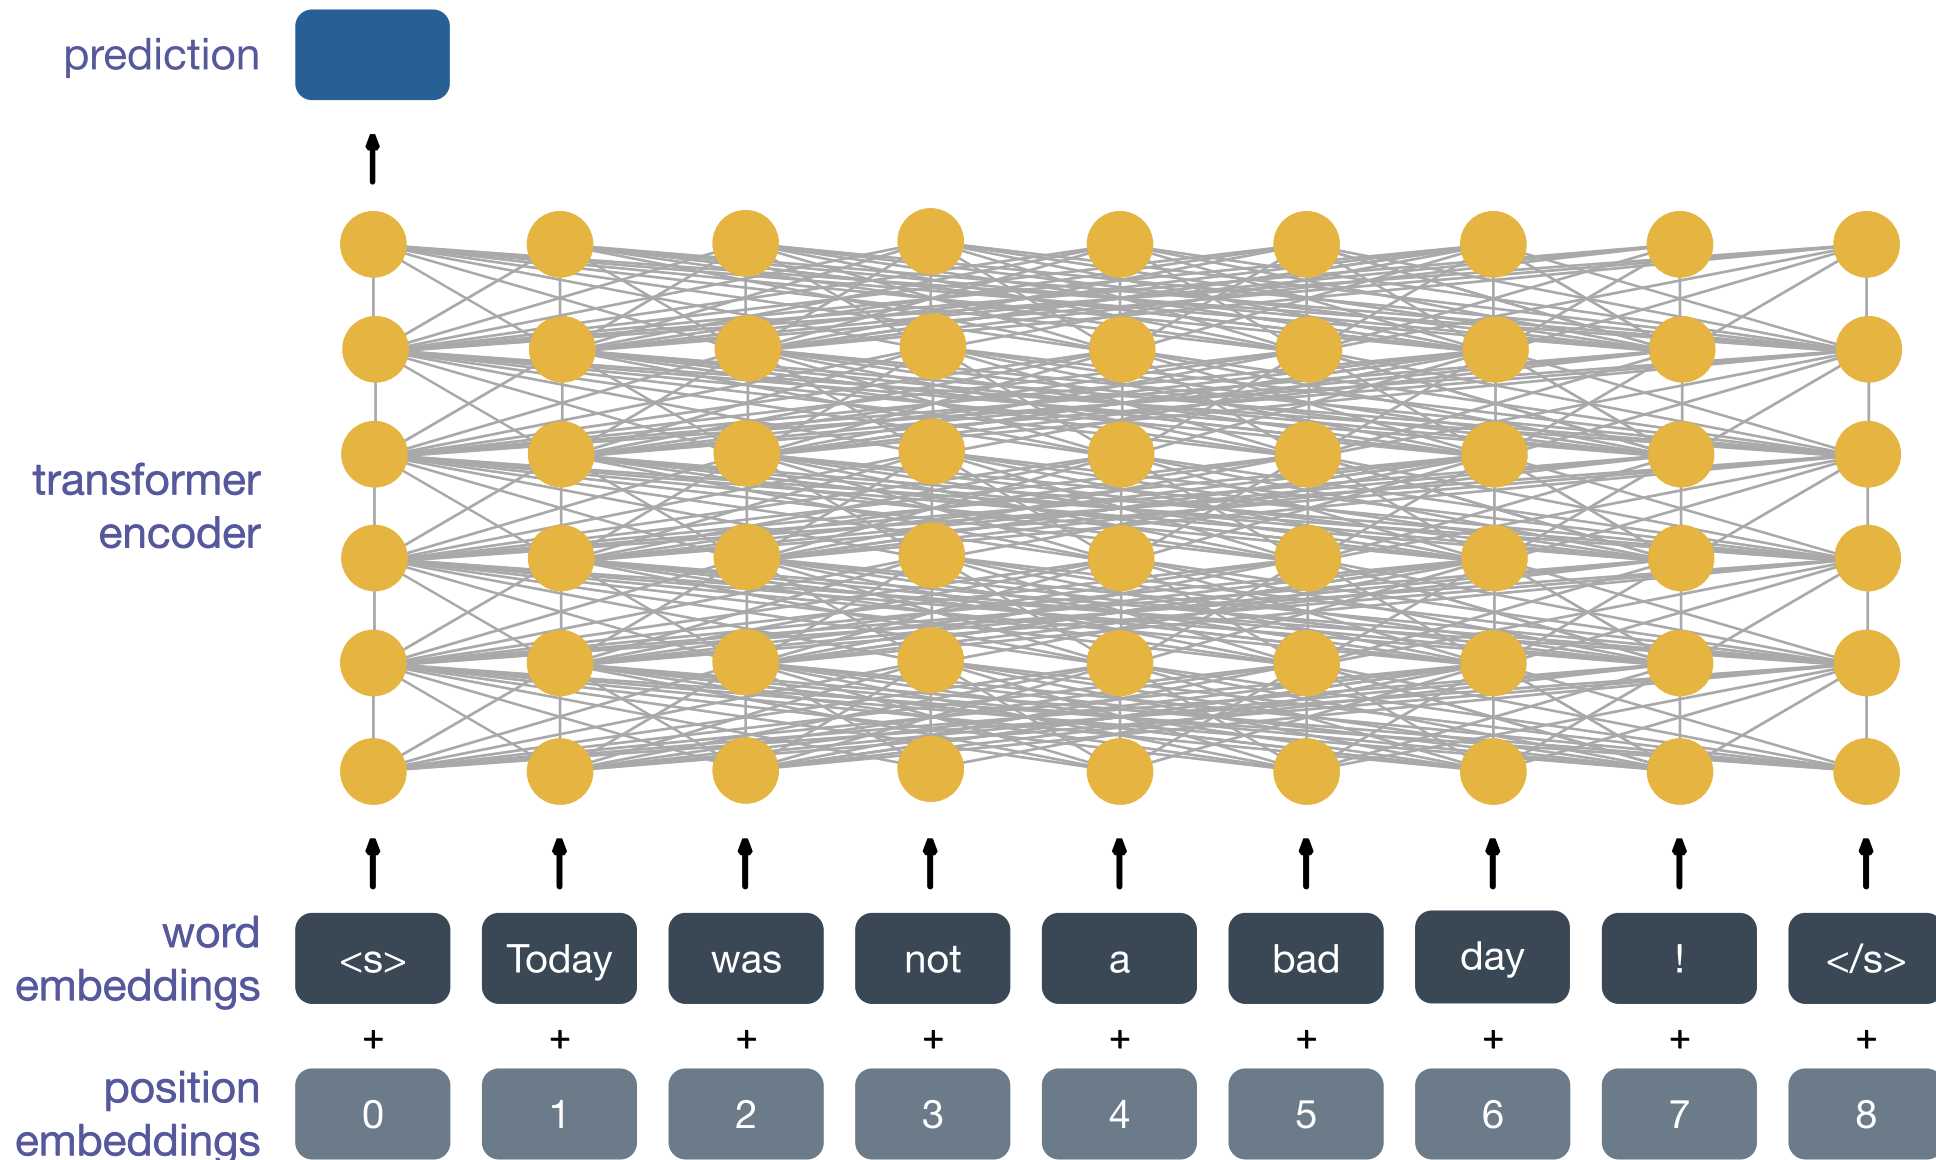 prediction
transformer
encoder
word
embeddings
<s> Today was not a bad day ! </s>
+ + + + + + + + +
position
embeddings
0 1 2 3 4 5 6 7 8